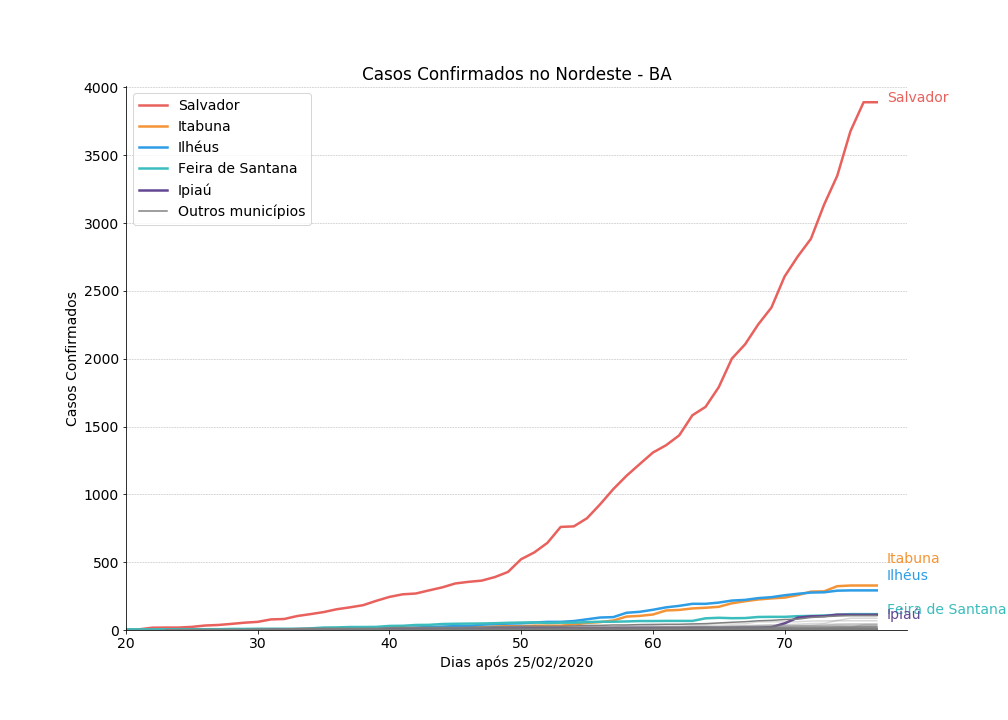 Casos Confirmados no Nordeste - BA
4000
3500
3000
2500
2000
1500
1000
500
0
Casos Confirmados
Salvador
Itabuna
Ilhéus
Feira de Santana
Ipiaú
Outros municípios
Salvador
Itabuna
Ilhéus
Feira de Santana
Ipiaú
20
30
40
50
60
70
Dias após 25/02/2020